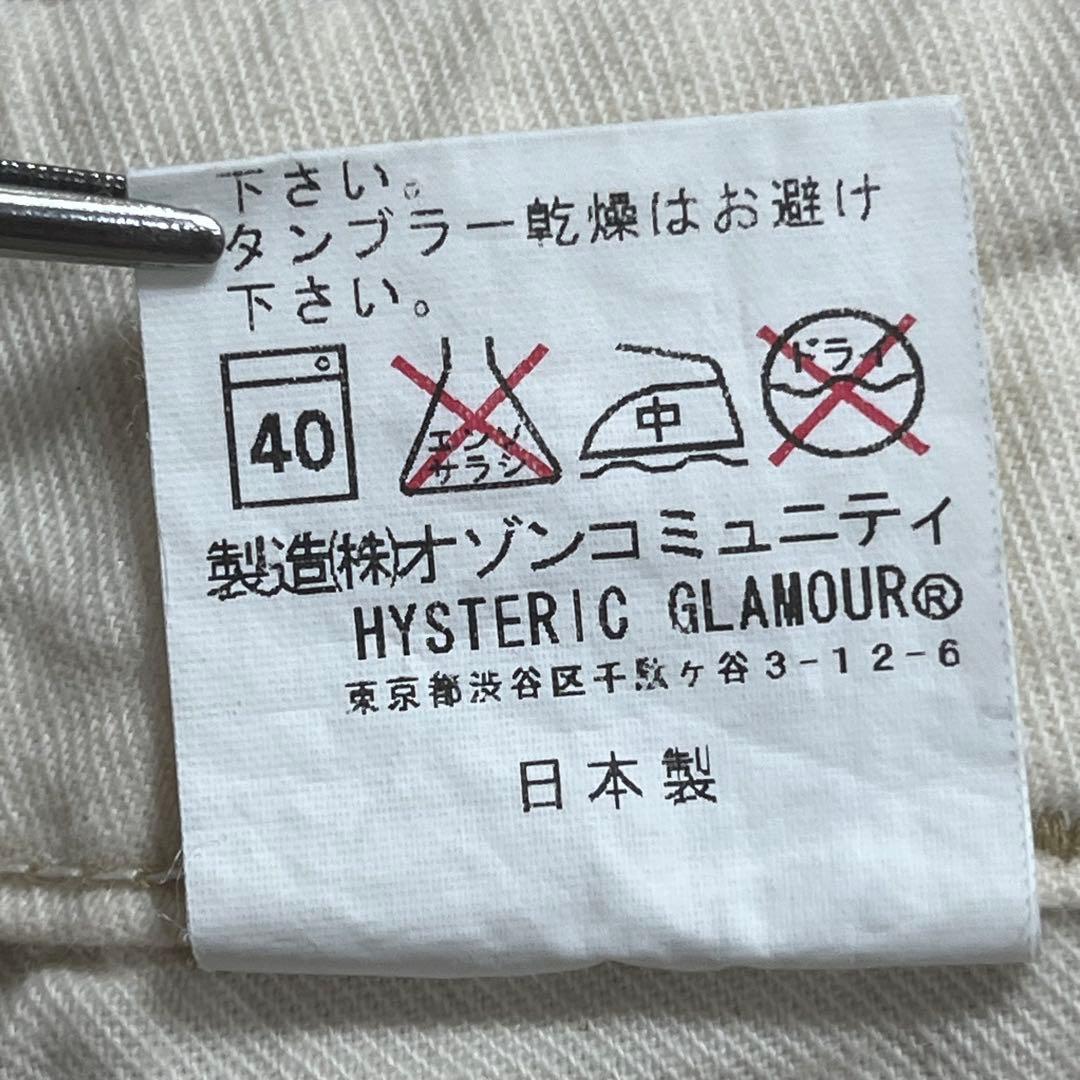 下さい。
タンブラー乾燥はお避け
下さい。
40
エンソ
サラシ
中
ドライ
製造(株)オゾンコミュニティ
HYSTERIC GLAMOUR®
東京都渋谷区千駄ヶ谷3-12-6
日本製